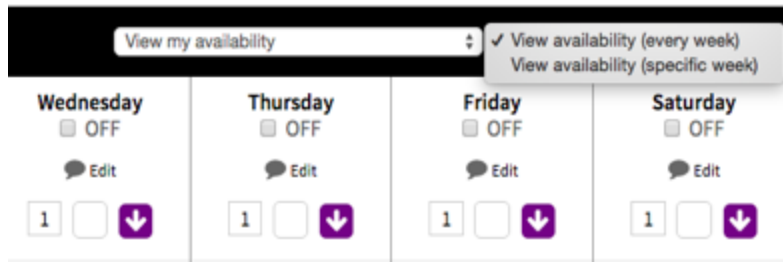 View my availability
✓ View availability (every week)
View availability (specific week)
Wednesday Thursday Friday Saturday
OFF OFF OFF OFF
Edit Edit Edit Edit
1 1 1 1